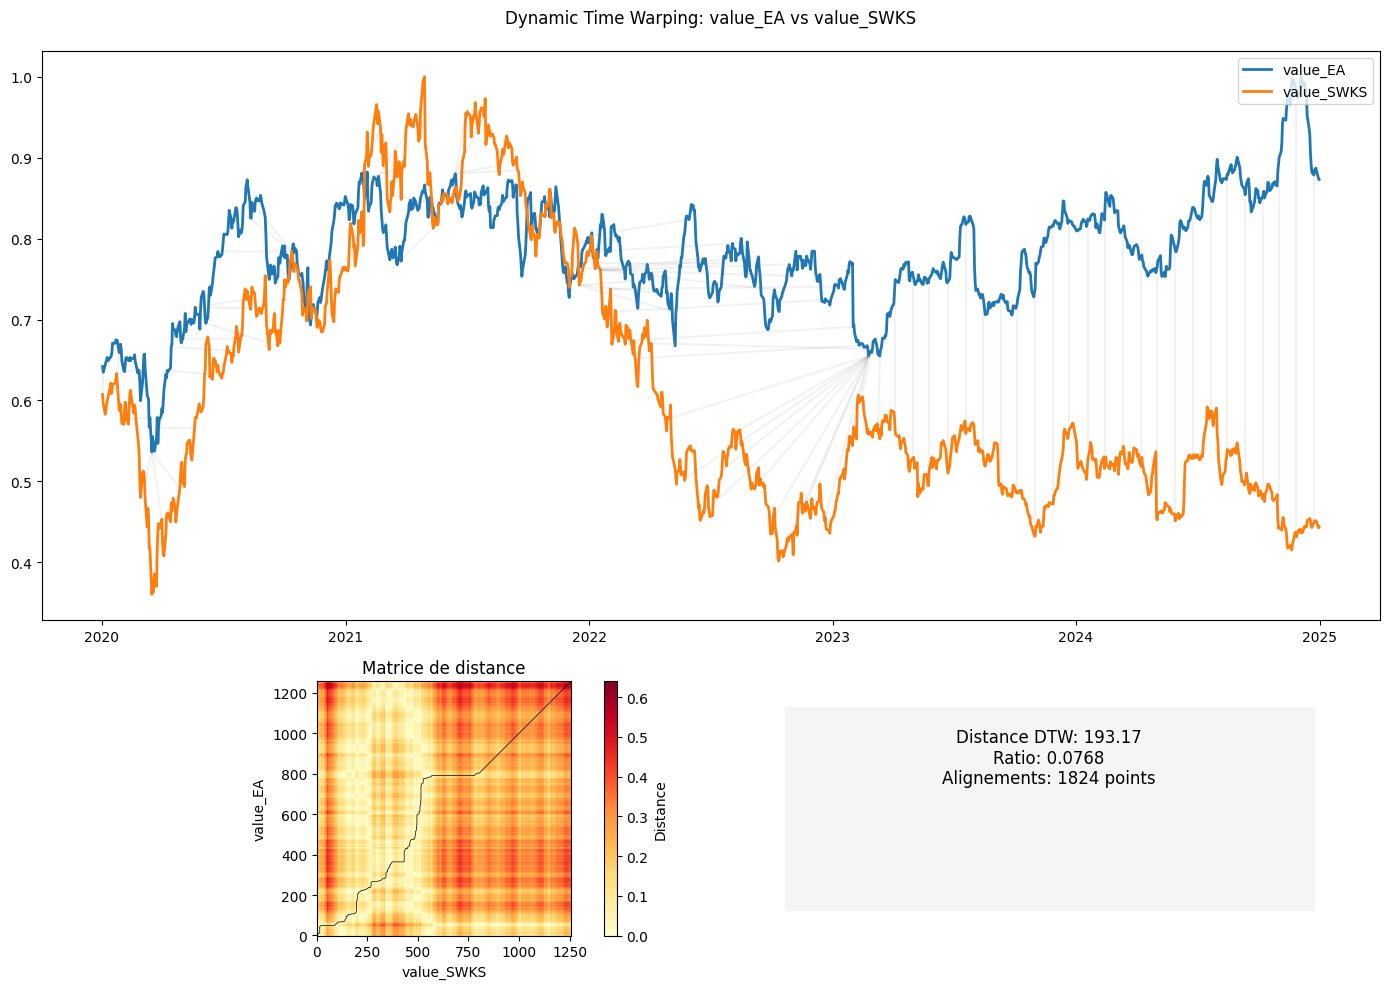 Dynamic Time Warping: value_EA vs value_SWKS
value_EA
value_SWKS
1.0
0.9
0.8
0.7
0.6
0.5
0.4
2020 2021 2022 2023 2024 2025
Matrice de distance
value_EA
1200
1000
800
600
400
200
0
0 250 500 750 1000 1250
value_SWKS
0.6
0.5
0.4
0.3
0.2
0.1
0.0
Distance
Distance DTW: 193.17
Ratio: 0.0768
Alignements: 1824 points